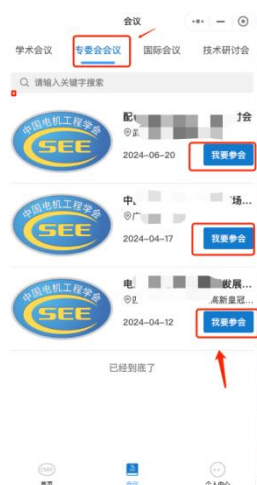 会议
学术会议 专委会会议 国际会议 技术研讨会
请输入关键字搜索
中国电机工程学会
SEE
配 讨会
2024-06-20 我要参会
中国电机工程学会
SEE
中 场...
广
2024-04-17 我要参会
中国电机工程学会
SEE
电 发展...
高新皇冠...
2024-04-12 我要参会
已经到底了
首页 会议 个人中心